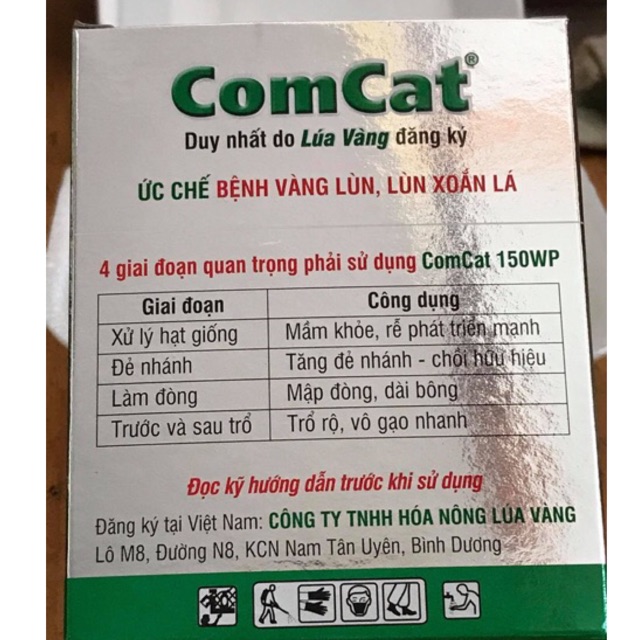 ComCat®
Duy nhất do Lúa Vàng đăng ký
ỨC CHẾ BỆNH VÀNG LÙN, LÙN XOẮN LÁ
4 giai đoạn quan trọng phải sử dụng ComCat 150WP
Giai đoạn Công dụng
Xử lý hạt giống Mầm khỏe, rễ phát triển mạnh
Đẻ nhánh Tăng đẻ nhánh - chồi hữu hiệu
Làm đòng Mập đòng, dài bông
Trước và sau trổ Trổ rộ, vô gạo nhanh
Đọc kỹ hướng dẫn trước khi sử dụng
Đăng ký tại Việt Nam: CÔNG TY TNHH HÓA NÔNG LÚA VÀNG
Lô M8, Đường N8, KCN Nam Tân Uyên, Bình Dương